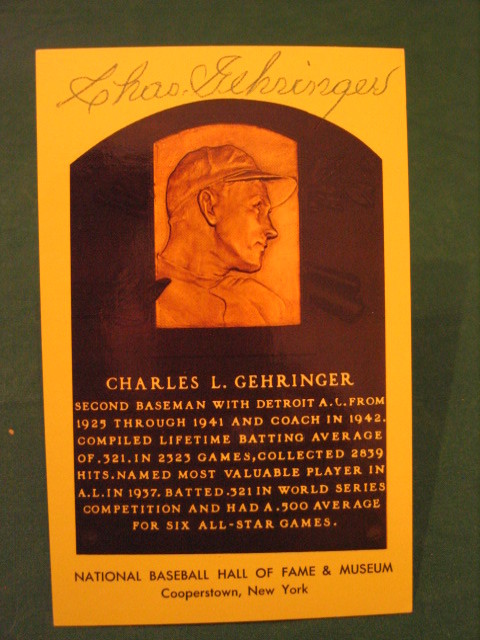 Chas. Gehringer
CHARLES L. GEHRINGER
SECOND BASEMAN WITH DETROIT A.L. FROM
1925 THROUGH 1941 AND COACH IN 1942.
COMPILED LIFETIME BATTING AVERAGE
OF .321. IN 2323 GAMES, COLLECTED 2839
HITS. NAMED MOST VALUABLE PLAYER IN
A.L. IN 1937. BATTED .321 IN WORLD SERIES
COMPETITION AND HAD A .500 AVERAGE
FOR SIX ALL-STAR GAMES.
NATIONAL BASEBALL HALL OF FAME & MUSEUM
Cooperstown, New York